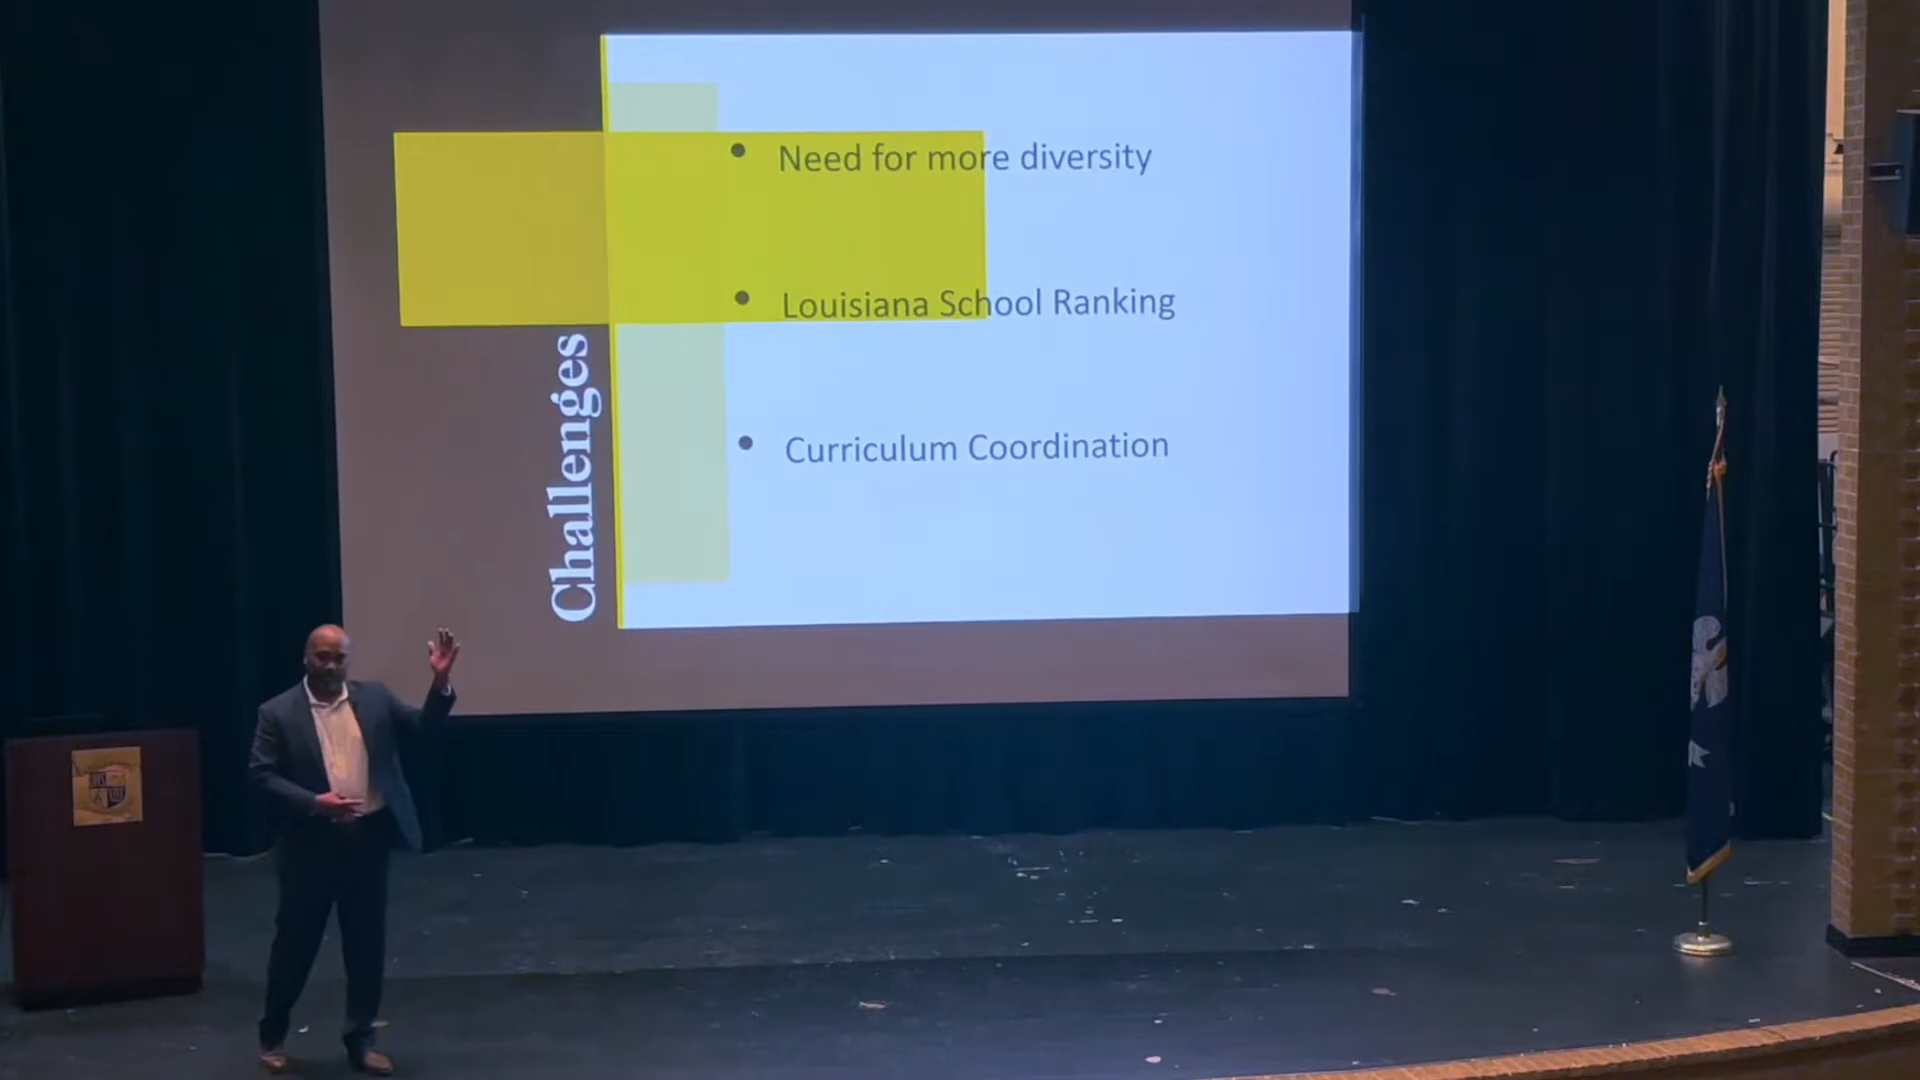 Challenges
Need for more diversity
Louisiana School Ranking
Curriculum Coordination